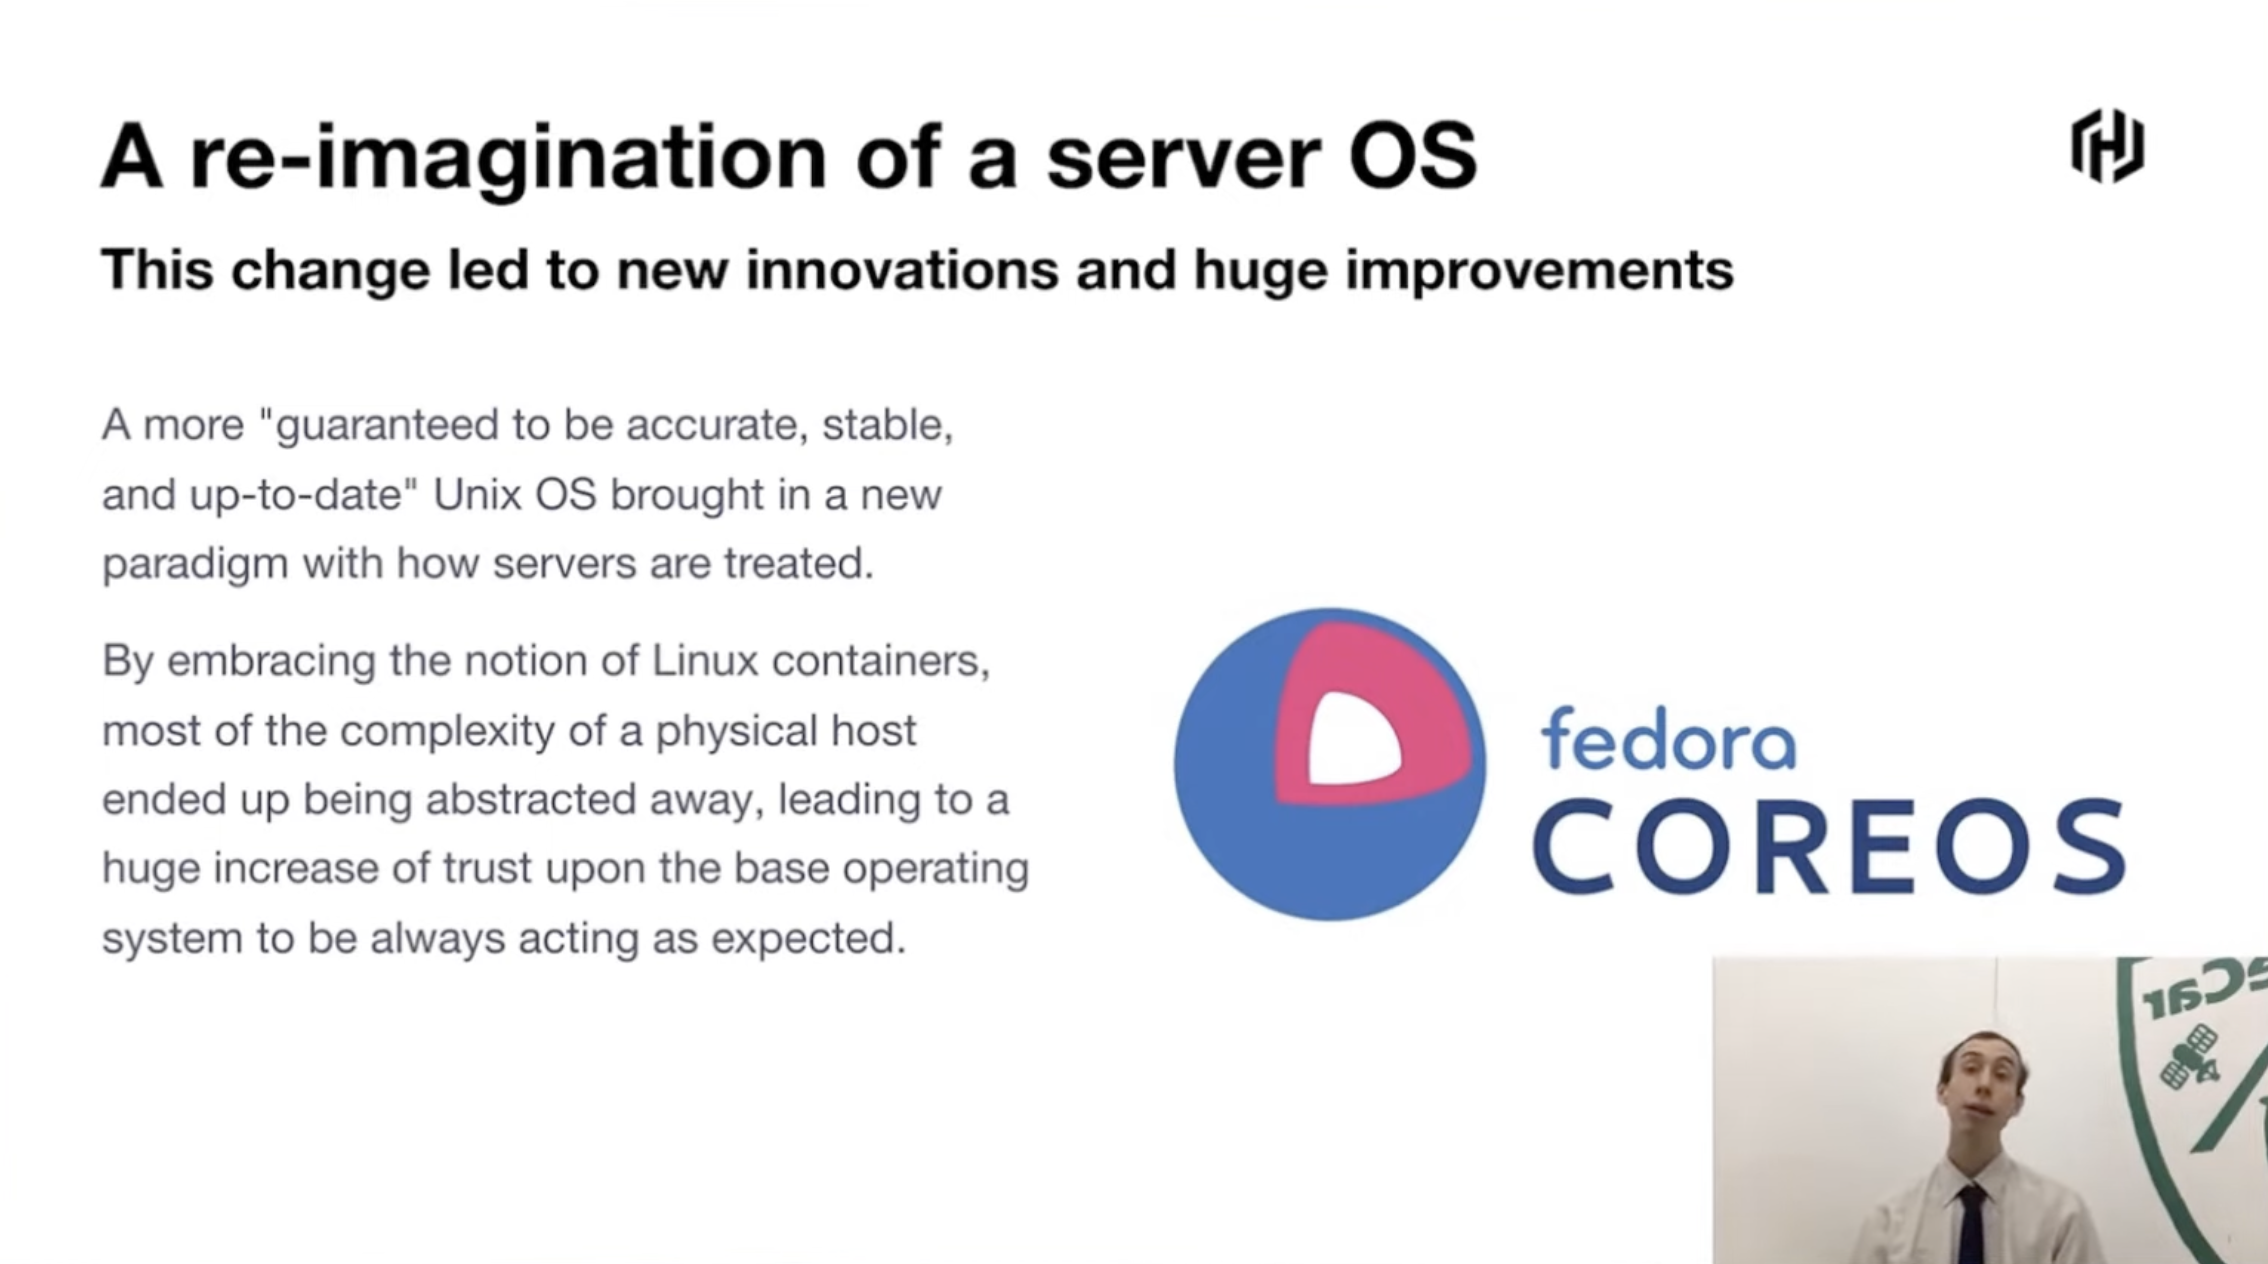 A re-imagination of a server OS
This change led to new innovations and huge improvements
A more "guaranteed to be accurate, stable,
and up-to-date" Unix OS brought in a new
paradigm with how servers are treated.
By embracing the notion of Linux containers,
most of the complexity of a physical host
ended up being abstracted away, leading to a
huge increase of trust upon the base operating
system to be always acting as expected.
fedora
COREOS